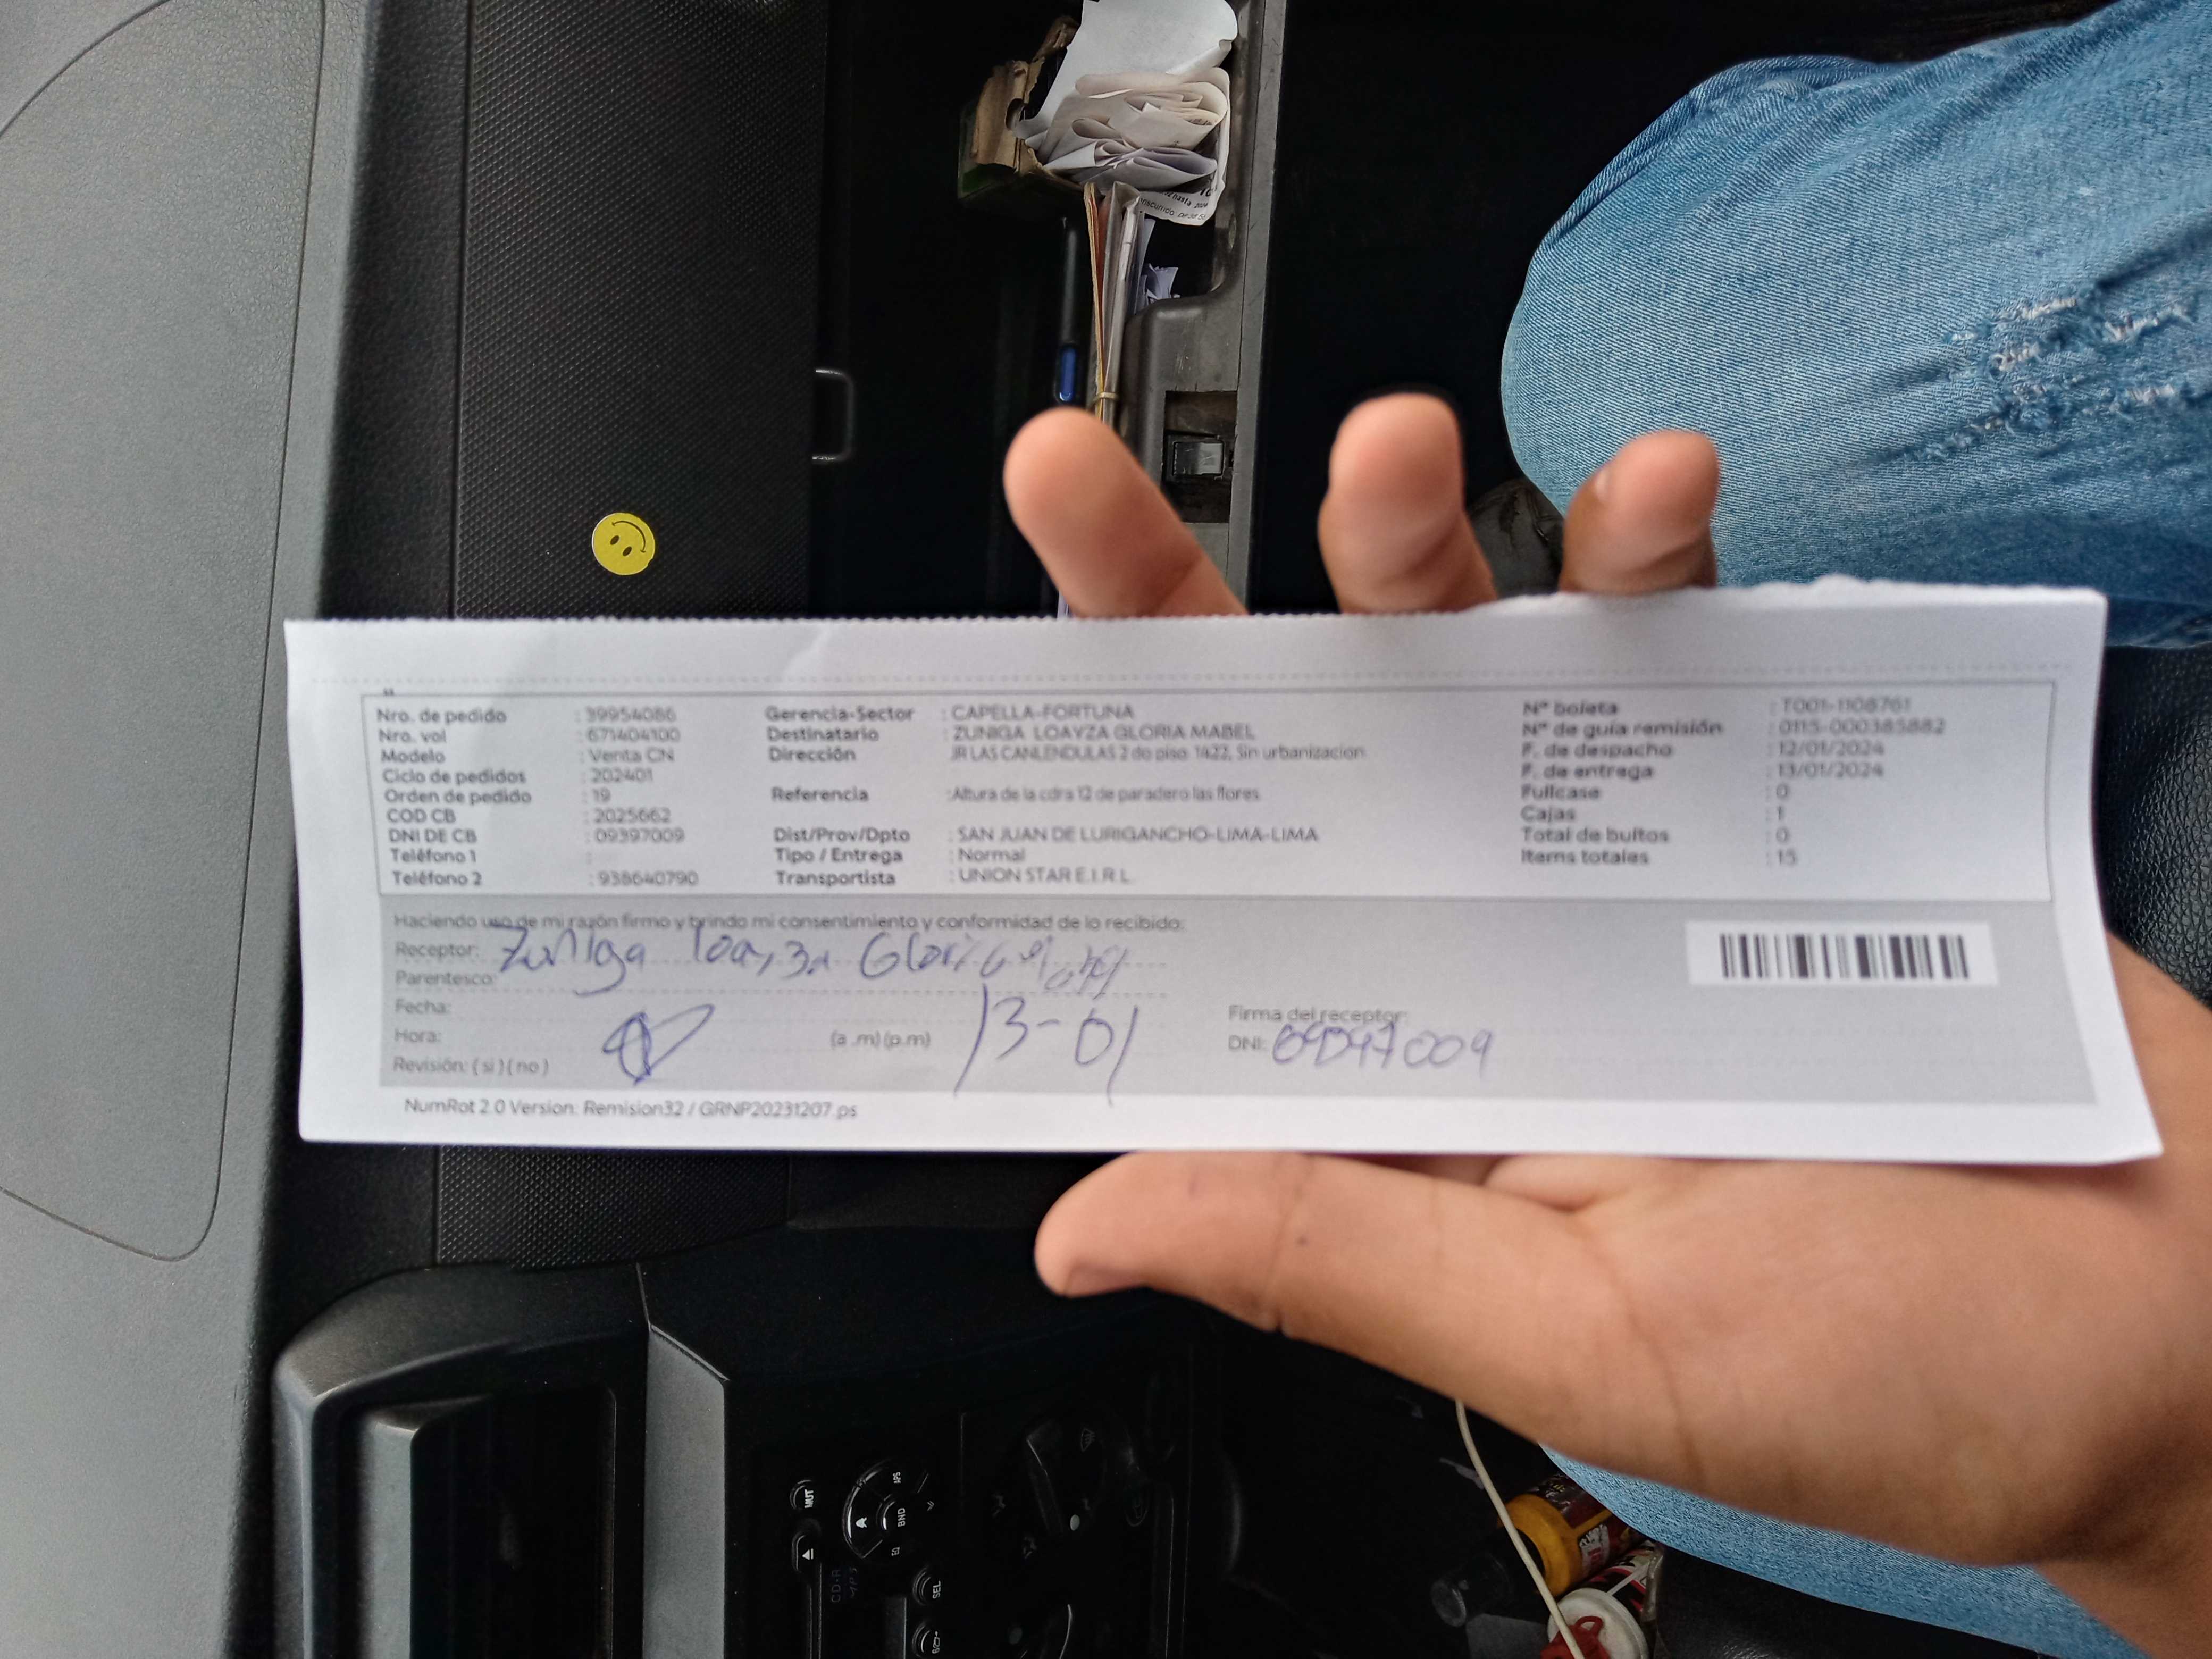 Nro. de pedido : 39954086
Nro. vol : 671404100
Modelo : Venta CN
Ciclo de pedidos : 202401
Orden de pedido : 19
COD CB : 2025662
DNI DE CB : 09397009
Teléfono 1 :
Teléfono 2 : 938640790
Gerencia-Sector : CAPELLA-FORTUNA
Destinatario : ZUNIGA LOAYZA GLORIA MABEL
Dirección JR LAS CANLENDULAS 2 do piso 1422, Sin urbanizacion
Referencia : Altura de la cdra 12 de paradero las flores
Dist/Prov/Dpto : SAN JUAN DE LURIGANCHO-LIMA-LIMA
Tipo / Entrega : Normal
Transportista : UNION STAR E.I.R.L.
N° boleta : T001-1108761
N° de guía remisión : 0115-000385882
F. de despacho : 12/01/2024
F. de entrega : 13/01/2024
Fullcase : 0
Cajas : 1
Total de bultos : 0
Items totales : 15
Haciendo uso de mi razón firmo y brindo mi consentimiento y conformidad de lo recibido:
Receptor: Zuñiga Loayza Gloria
Parentesco:
Fecha:
Hora: (a .m) (p.m) 13-01
Revisión: ( si ) ( no )
Firma del receptor:
DNI: 09397009
NumRot 2.0 Version: Remision32 / GRNP20231207.ps
MUT
APS
BND
SEL